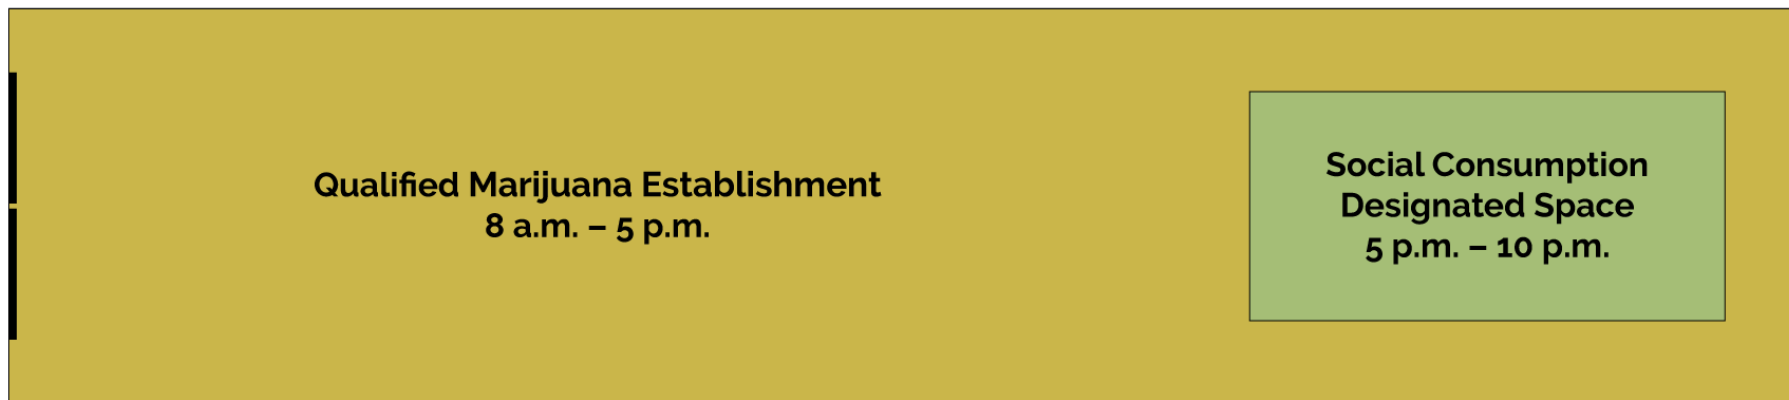 Qualified Marijuana Establishment
8 a.m. – 5 p.m.
Social Consumption
Designated Space
5 p.m. – 10 p.m.